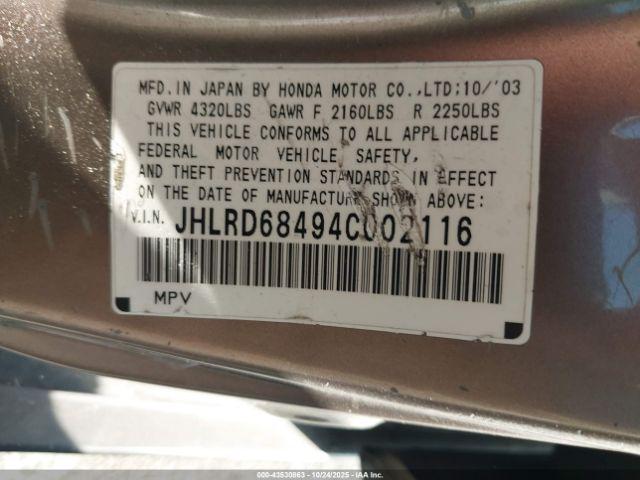 MFD.IN JAPAN BY HONDA MOTOR CO.,LTD;10/'03
GVWR 4320LBS GAWR F 2160LBS R 2250LBS
THIS VEHICLE CONFORMS TO ALL APPLICABLE
FEDERAL MOTOR VEHICLE SAFETY,
AND THEFT PREVENTION STANDARDS IN EFFECT
ON THE DATE OF MANUFACTURE SHOWN ABOVE:
V.I.N. JHLRD68494C002116
MPV
000-43530863 - 10/24/2025 - IAAI, Inc.